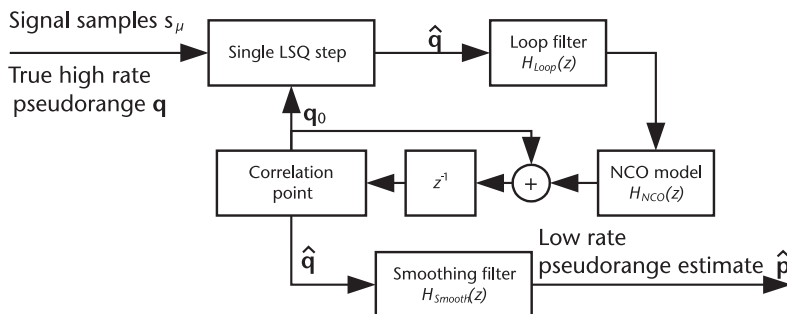 Signal samples s_μ
True high rate
pseudorange q
Single LSQ step
q̂
Loop filter
H_Loop(z)
q₀
Correlation
point
z⁻¹
+
NCO model
H_NCO(z)
q̂
Smoothing filter
H_Smooth(z)
Low rate
pseudorange estimate p̂